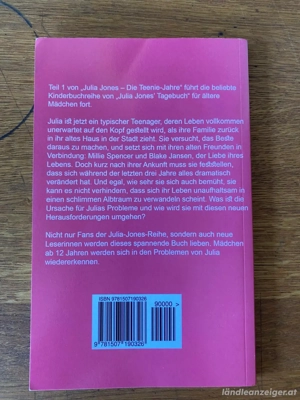 Teil 1 von „Julia Jones – Die Teenie-Jahre“ führt die beliebte
Kinderbuchreihe von „Julia Jones' Tagebuch“ für ältere
Mädchen fort.
Julia ist jetzt ein typischer Teenager, deren Leben vollkommen
unerwartet auf den Kopf gestellt wird, als ihre Familie zurück
in ihr altes Haus in der Stadt zieht. Sie versucht, das Beste
daraus zu machen, und setzt sich mit ihren alten Freunden in
Verbindung: Millie Spencer und Blake Jansen, der Liebe ihres
Lebens. Doch kurz nach ihrer Ankunft muss sie feststellen,
dass sich während der letzten drei Jahre alles dramatisch
verändert hat. Und egal, wie sehr sie sich auch bemüht, sie
kann es nicht verhindern, dass sich ihr Leben unaufhaltsam in
einen schlimmen Albtraum zu verwandeln scheint. Was ist die
Ursache für Julias Probleme und wie wird sie mit diesen neuen
Herausforderungen umgehen?
Nicht nur Fans der Julia-Jones-Reihe, sondern auch neue
Leserinnen werden dieses spannende Buch lieben. Mädchen
ab 12 Jahren werden sich in den Problemen von Julia
wiedererkennen.
ISBN 9781507190326
90000 >
9 781507 190326
ländleanzeiger.at